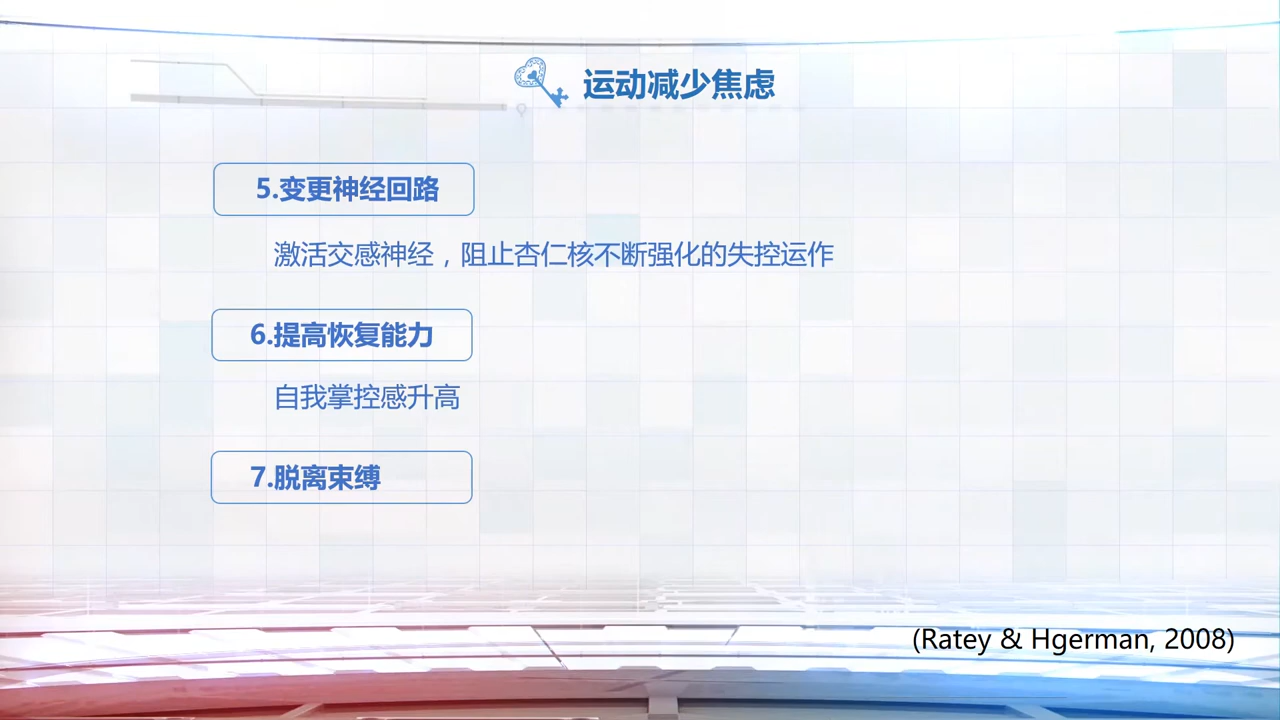 运动减少焦虑
5.变更神经回路
激活交感神经，阻止杏仁核不断强化的失控运作
6.提高恢复能力
自我掌控感升高
7.脱离束缚
(Ratey & Hgerman, 2008)